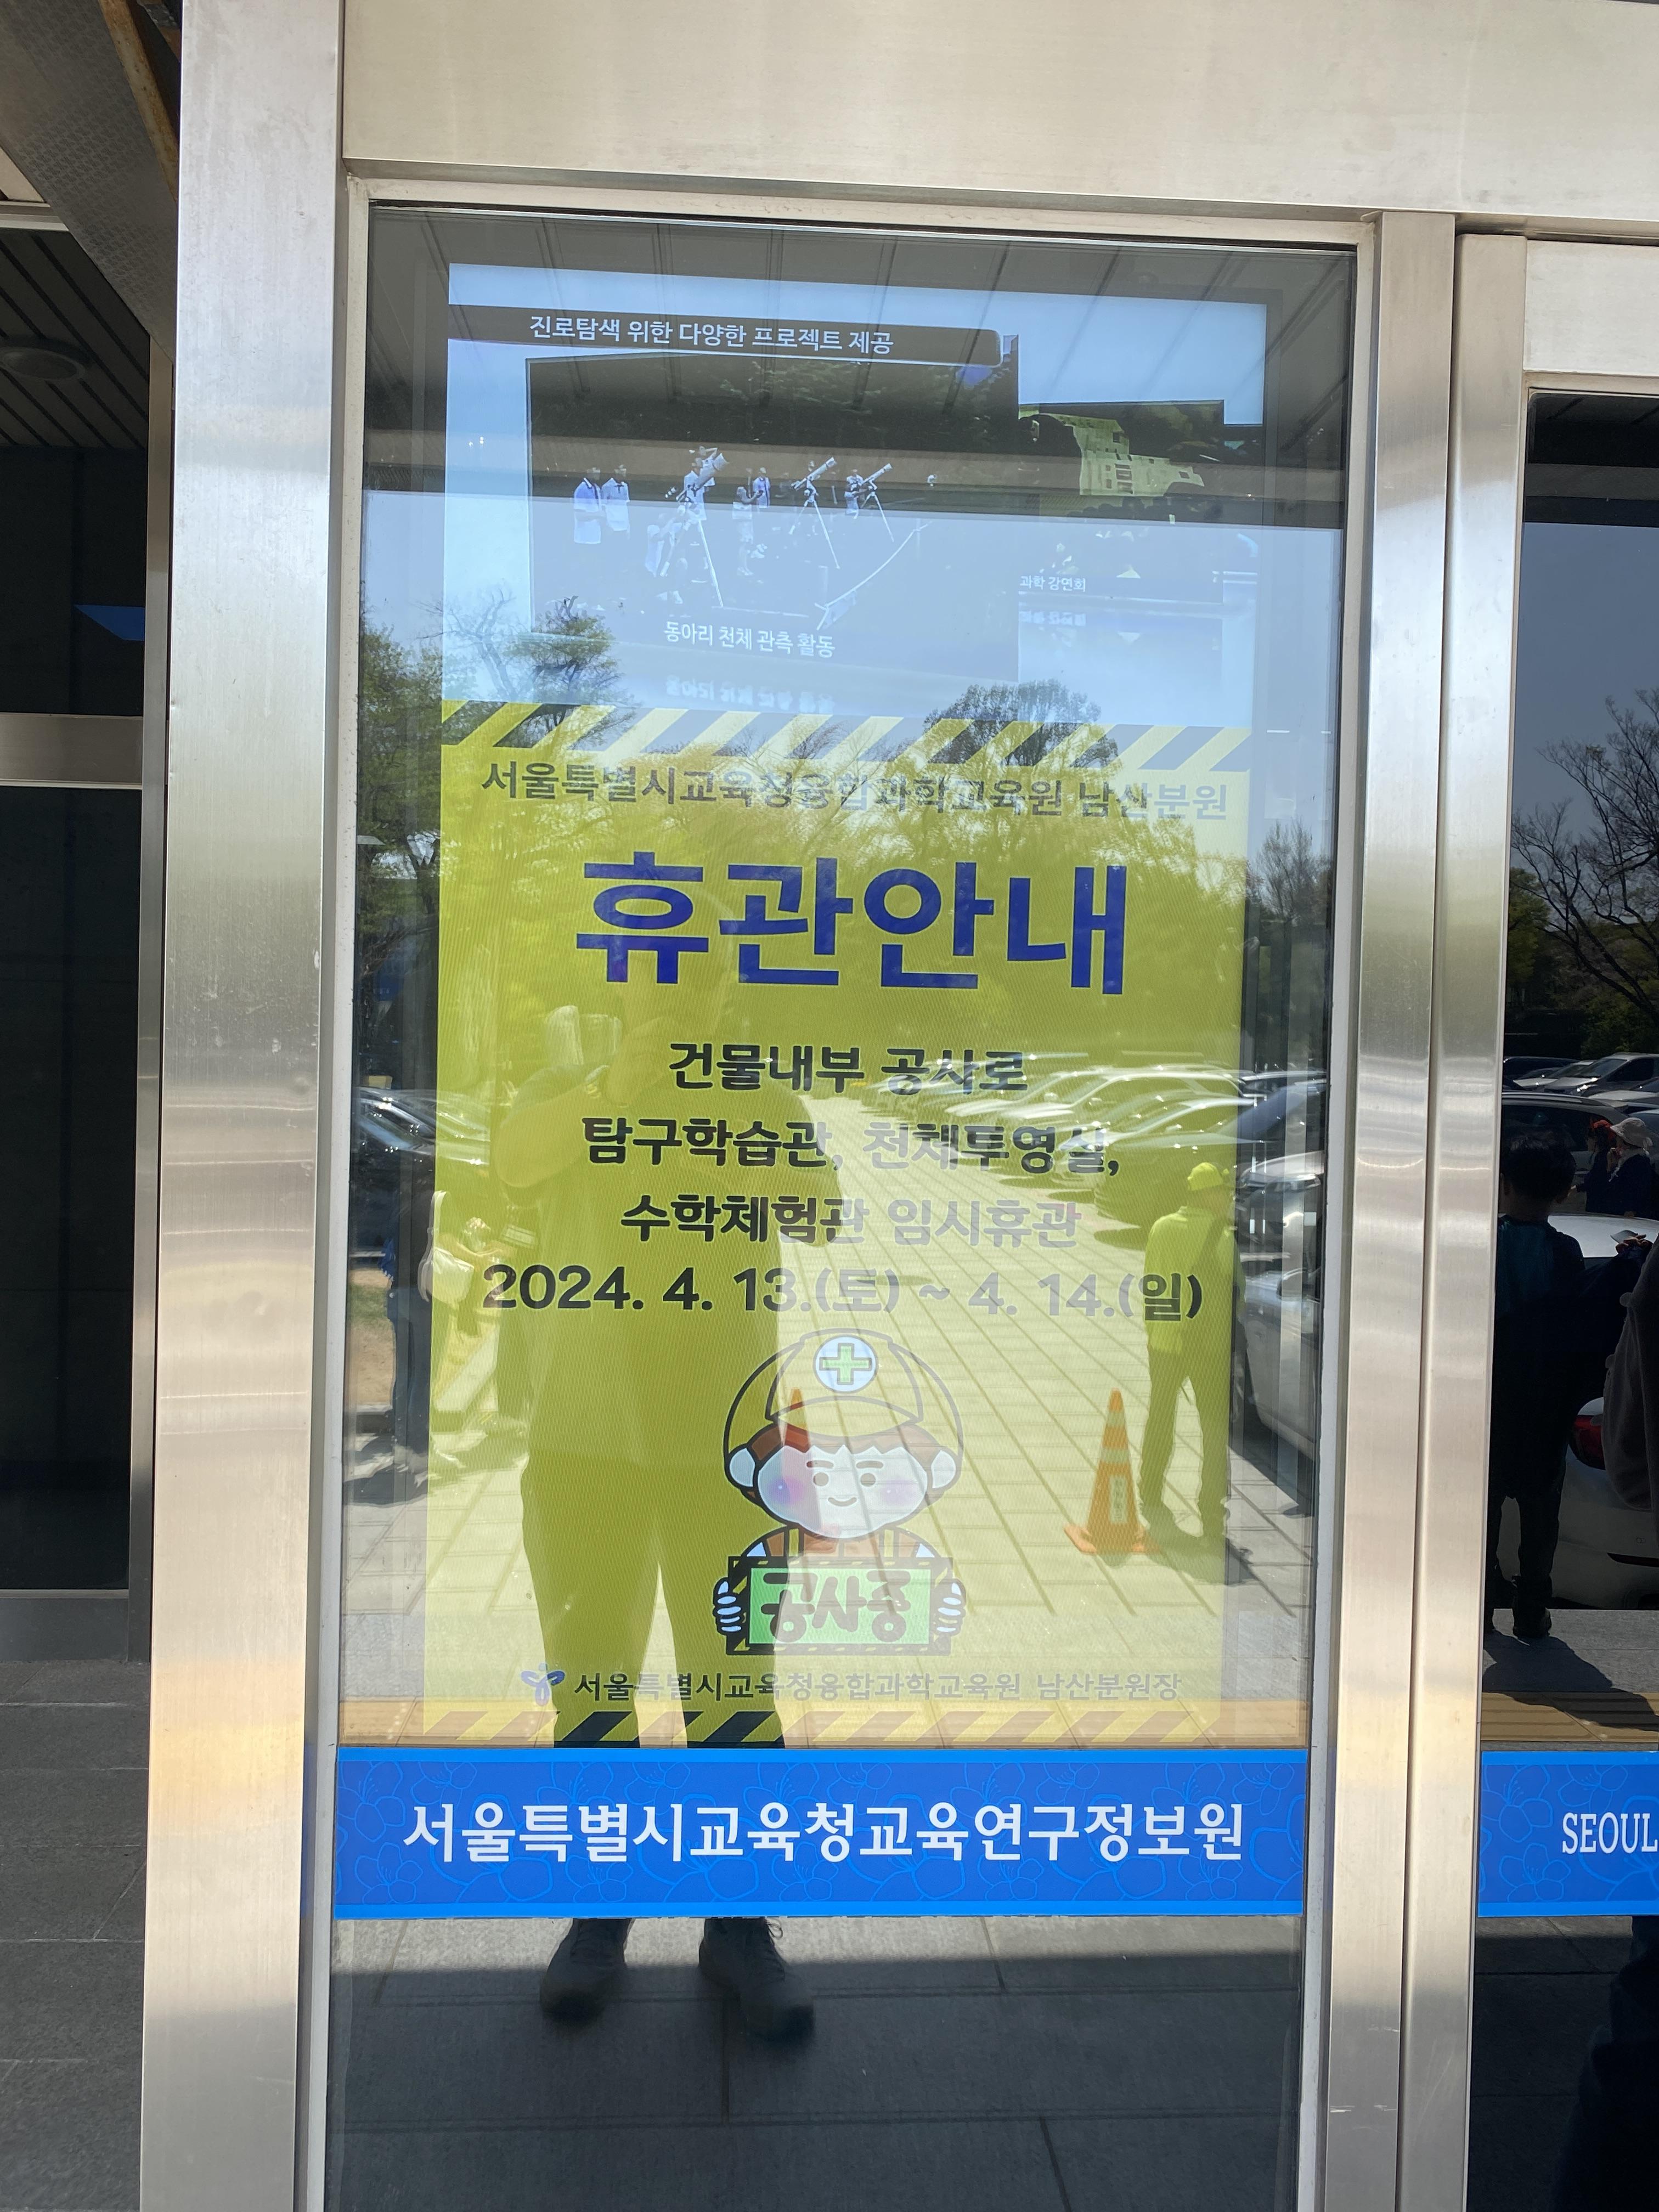 진로탐색 위한 다양한 프로젝트 제공
과학 강연회
동아리 천체 관측 활동
서울특별시교육청융합과학교육원 남산분원
휴관안내
건물내부 공사로
탐구학습관, 천체투영실,
수학체험관 임시휴관
2024. 4. 13.(토) ~ 4. 14.(일)
공사중
서울특별시교육청융합과학교육원 남산분원장
서울특별시교육청교육연구정보원
SEOUL